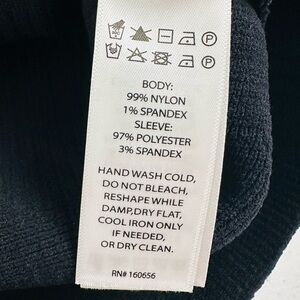 BODY:
99% NYLON
1% SPANDEX
SLEEVE:
97% POLYESTER
3% SPANDEX
HAND WASH COLD,
DO NOT BLEACH,
RESHAPE WHILE
DAMP,DRY FLAT,
COOL IRON ONLY
IF NEEDED,
OR DRY CLEAN.
RN# 160656